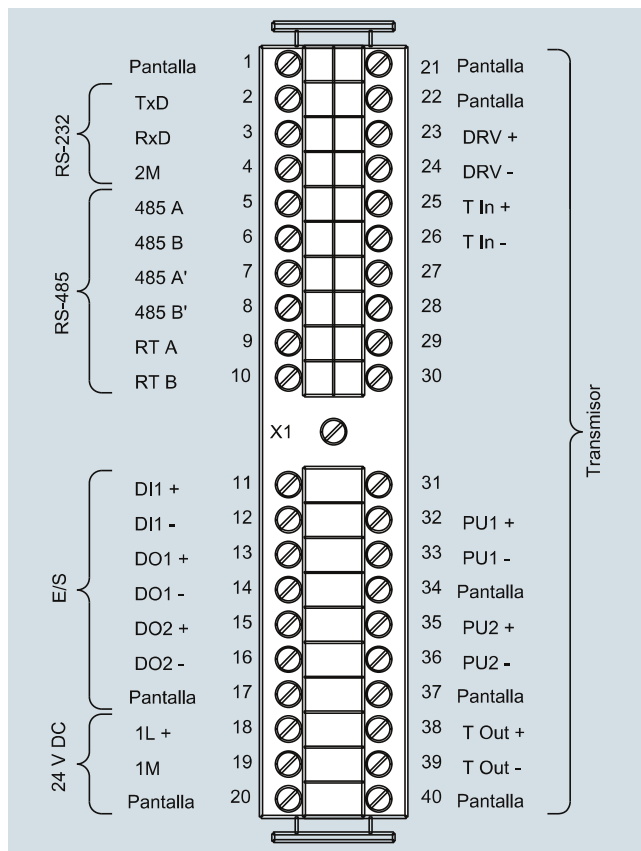 Pantalla 1 21 Pantalla
TxD 2 22 Pantalla
RxD 3 23 DRV +
2M 4 24 DRV -
485 A 5 25 T In +
485 B 6 26 T In -
485 A' 7 27
485 B' 8 28
RT A 9 29
RT B 10 30
RS-232
RS-485
X1
DI1 + 11 31
DI1 - 12 32 PU1 +
DO1 + 13 33 PU1 -
DO1 - 14 34 Pantalla
DO2 + 15 35 PU2 +
DO2 - 16 36 PU2 -
Pantalla 17 37 Pantalla
1L + 18 38 T Out +
1M 19 39 T Out -
Pantalla 20 40 Pantalla
E/S
24 V DC
Transmisor